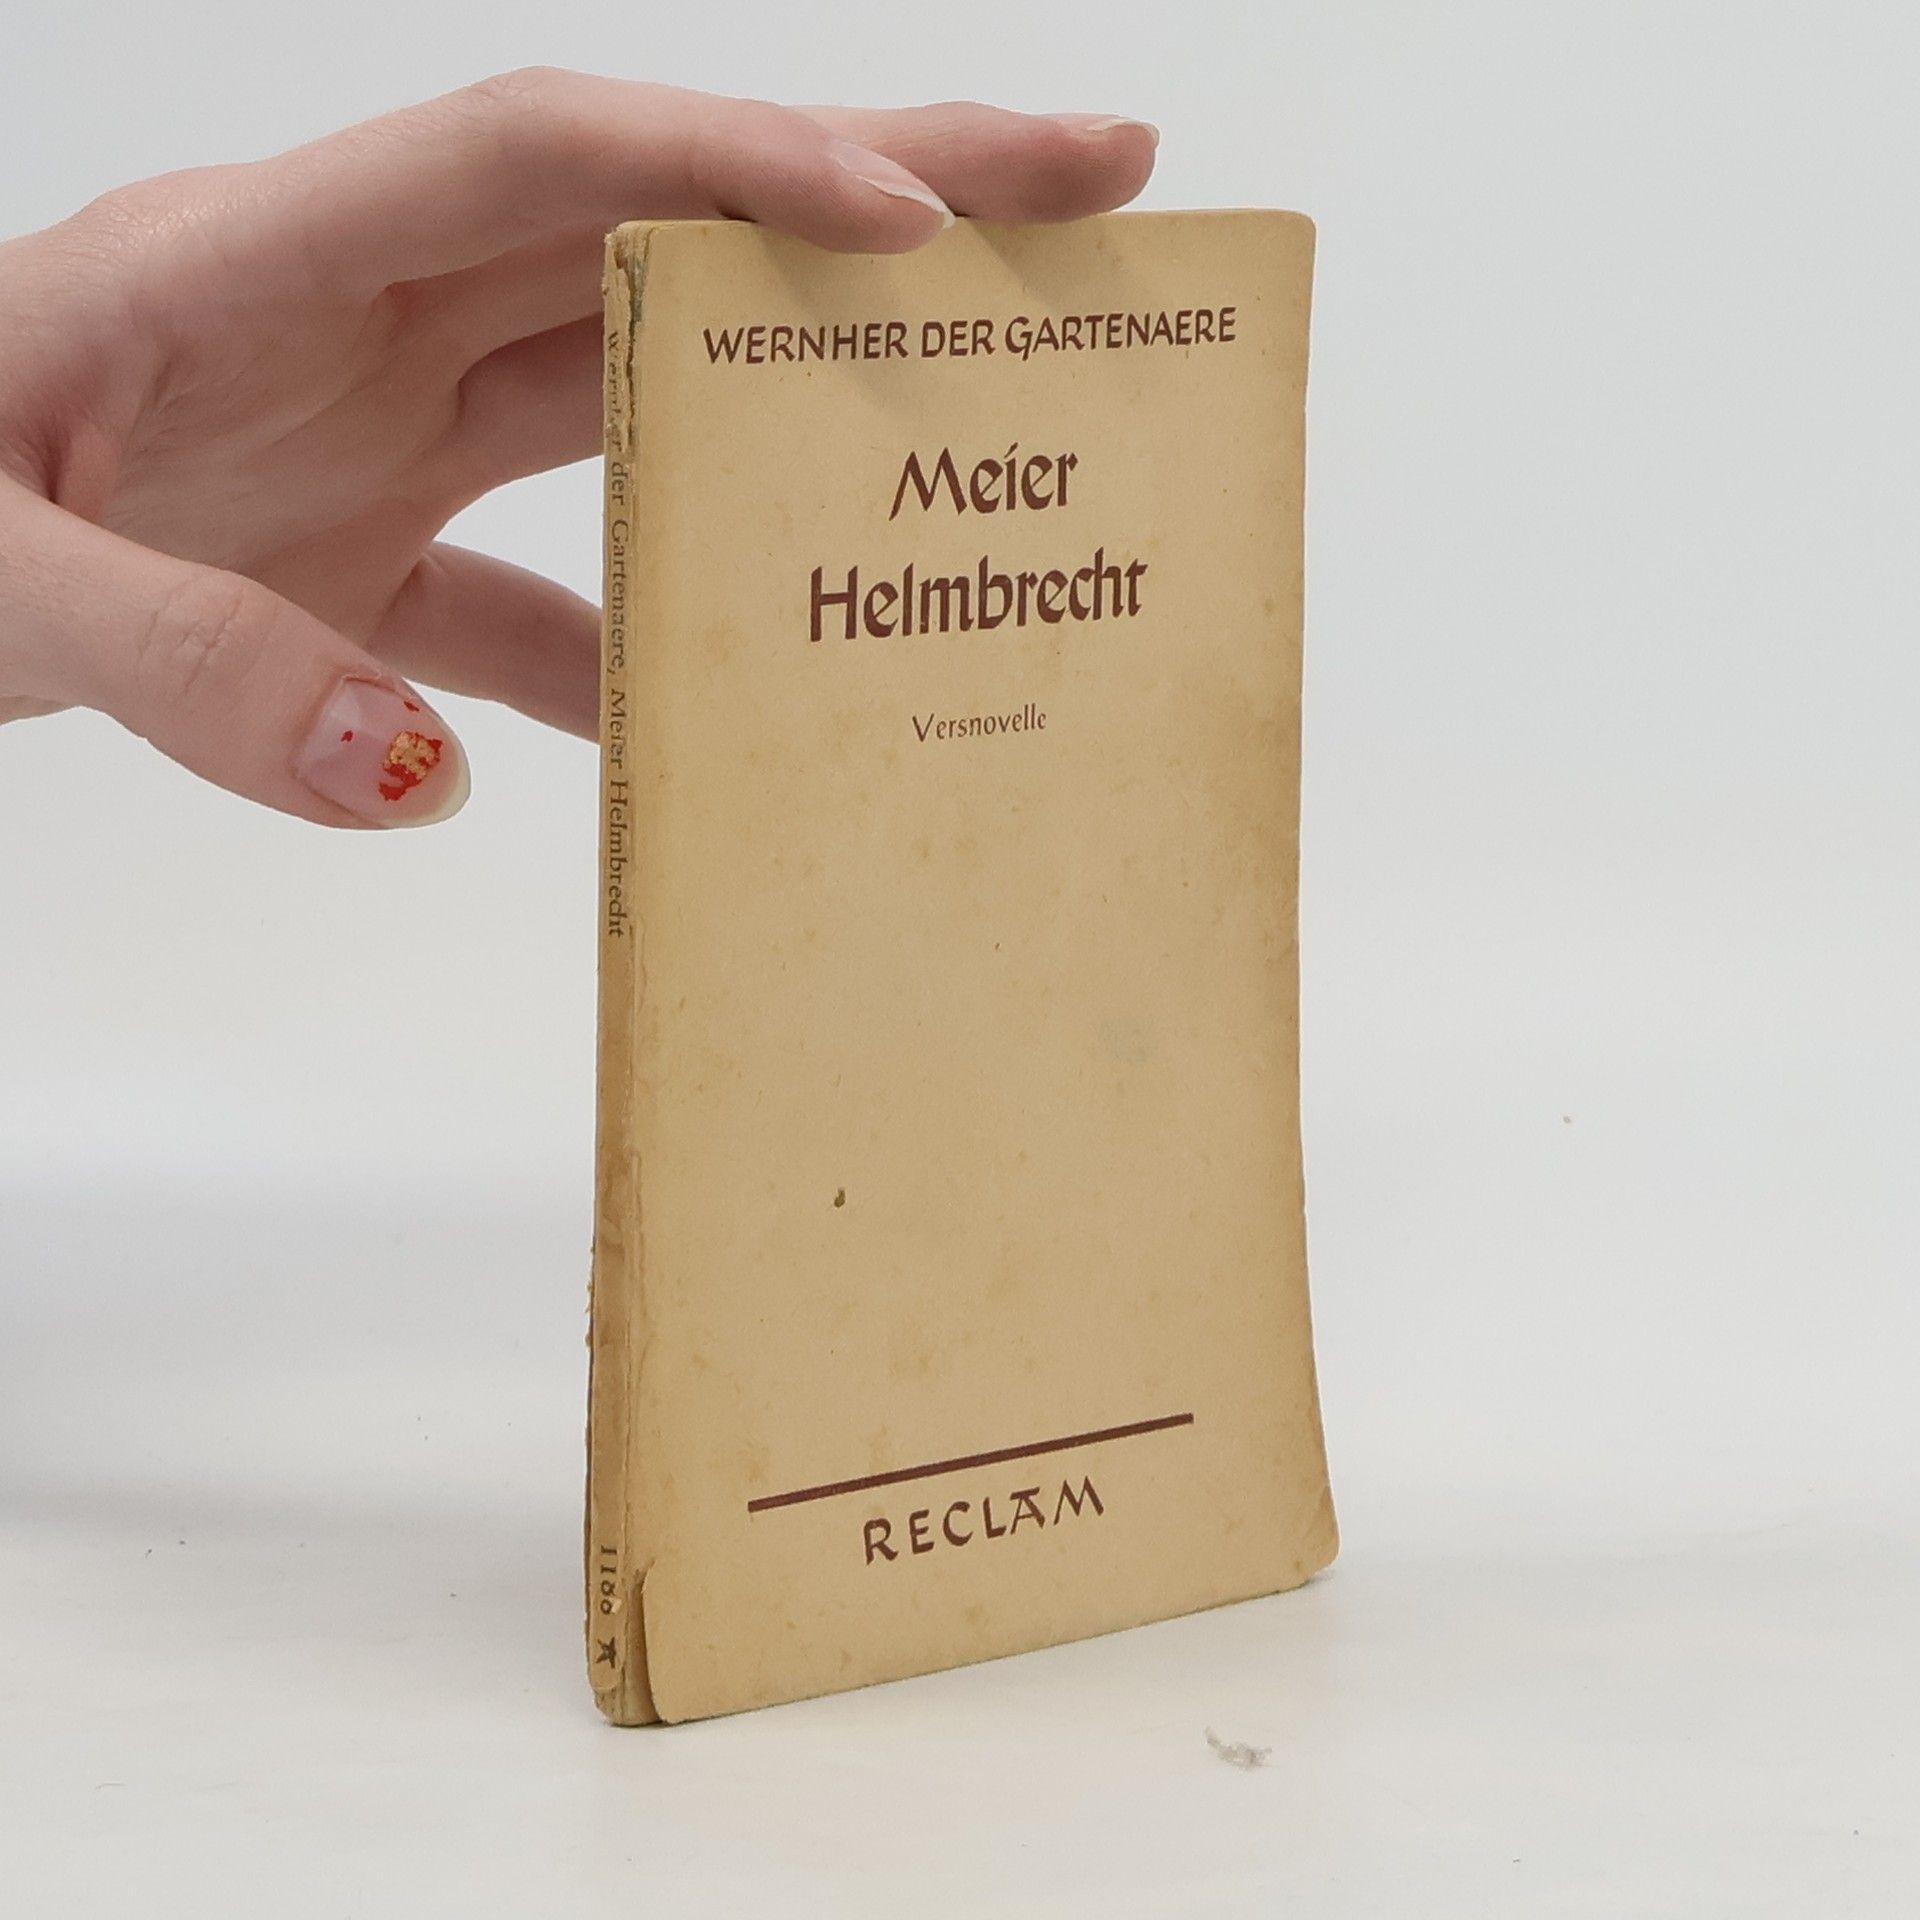 WERNHER DER GARTENAERE
Meier
Helmbrecht
Versnovelle
RECLAM
Wernher der Gartenaere, Meier Helmbrecht
1188